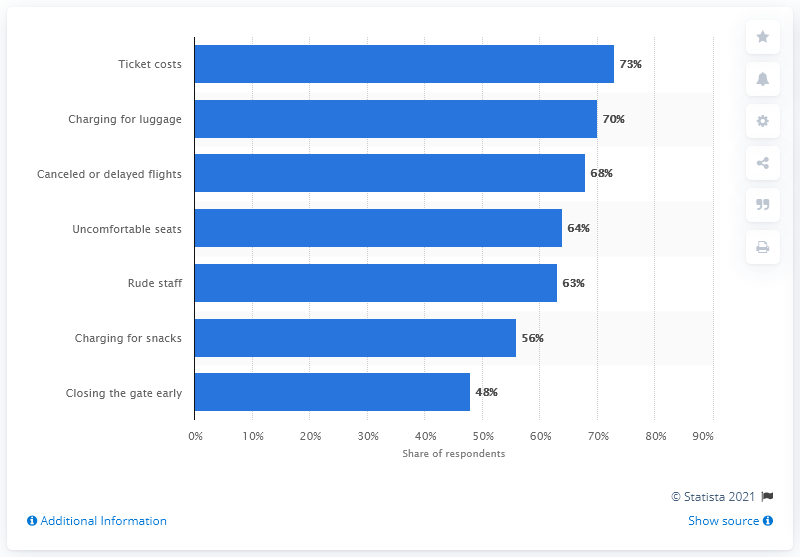 Ticket costs 73%
Charging for luggage 70%
Canceled or delayed flights 68%
Uncomfortable seats 64%
Rude staff 63%
Charging for snacks 56%
Closing the gate early 48%
0% 10% 20% 30% 40% 50% 60% 70% 80% 90%
Share of respondents
© Statista 2021
Additional Information Show source